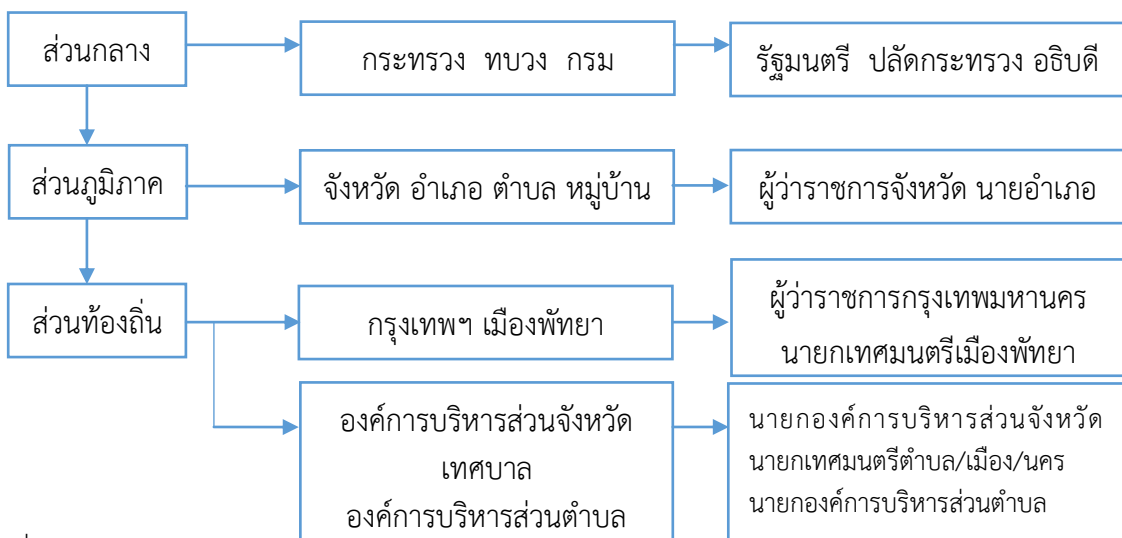 ส่วนกลาง
กระทรวง ทบวง กรม
รัฐมนตรี ปลัดกระทรวง อธิบดี
ส่วนภูมิภาค
จังหวัด อำเภอ ตำบล หมู่บ้าน
ผู้ว่าราชการจังหวัด นายอำเภอ
ส่วนท้องถิ่น
กรุงเทพฯ เมืองพัทยา
ผู้ว่าราชการกรุงเทพมหานคร
นายกเทศมนตรีเมืองพัทยา
องค์การบริหารส่วนจังหวัด
เทศบาล
องค์การบริหารส่วนตำบล
นายกองค์การบริหารส่วนจังหวัด
นายกเทศมนตรีตำบล/เมือง/นคร
นายกองค์การบริหารส่วนตำบล